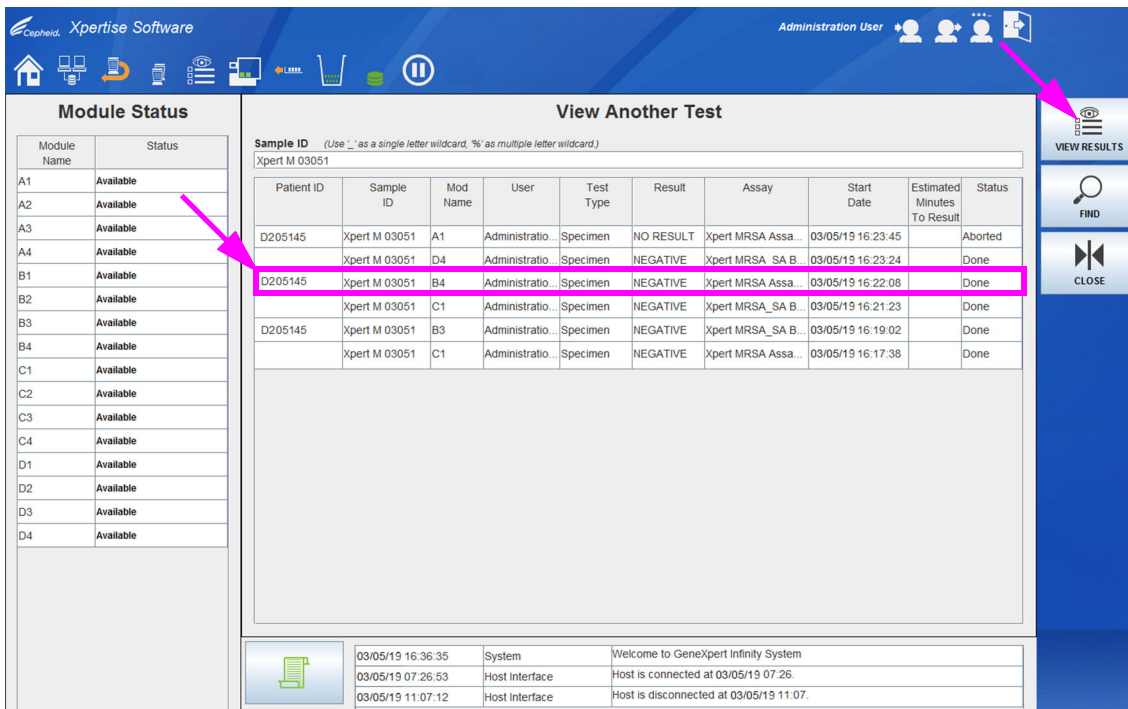 Cepheid. Xpertise Software
Administration User
Module Status
Module Name Status
A1 Available
A2 Available
A3 Available
A4 Available
B1 Available
B2 Available
B3 Available
B4 Available
C1 Available
C2 Available
C3 Available
C4 Available
D1 Available
D2 Available
D3 Available
D4 Available
View Another Test
Sample ID (Use '_' as a single letter wildcard, '%' as multiple letter wildcard.)
Xpert M 03051
Patient ID Sample ID Mod Name User Test Type Result Assay Start Date Estimated Minutes To Result Status
D205145 Xpert M 03051 A1 Administratio... Specimen NO RESULT Xpert MRSA Assa... 03/05/19 16:23:45 Aborted
Xpert M 03051 D4 Administratio... Specimen NEGATIVE Xpert MRSA_SA B... 03/05/19 16:23:24 Done
D205145 Xpert M 03051 B4 Administratio... Specimen NEGATIVE Xpert MRSA Assa... 03/05/19 16:22:08 Done
Xpert M 03051 C1 Administratio... Specimen NEGATIVE Xpert MRSA_SA B... 03/05/19 16:21:23 Done
D205145 Xpert M 03051 B3 Administratio... Specimen NEGATIVE Xpert MRSA_SA B... 03/05/19 16:19:02 Done
Xpert M 03051 C1 Administratio... Specimen NEGATIVE Xpert MRSA Assa... 03/05/19 16:17:38 Done
VIEW RESULTS
FIND
CLOSE
03/05/19 16:36:35 System Welcome to GeneXpert Infinity System
03/05/19 07:26:53 Host Interface Host is connected at 03/05/19 07:26.
03/05/19 11:07:12 Host Interface Host is disconnected at 03/05/19 11:07.